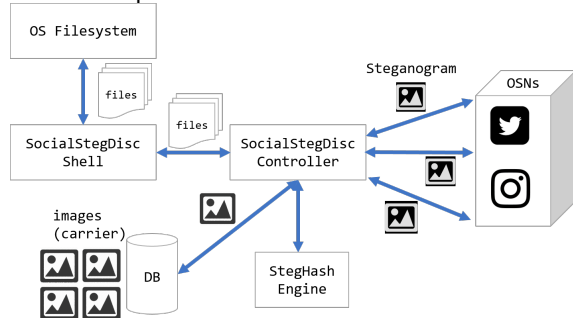 OS Filesystem
files
files
Steganogram
OSNs
SocialStegDisc
Shell
SocialStegDisc
Controller
images
(carrier)
DB
StegHash
Engine